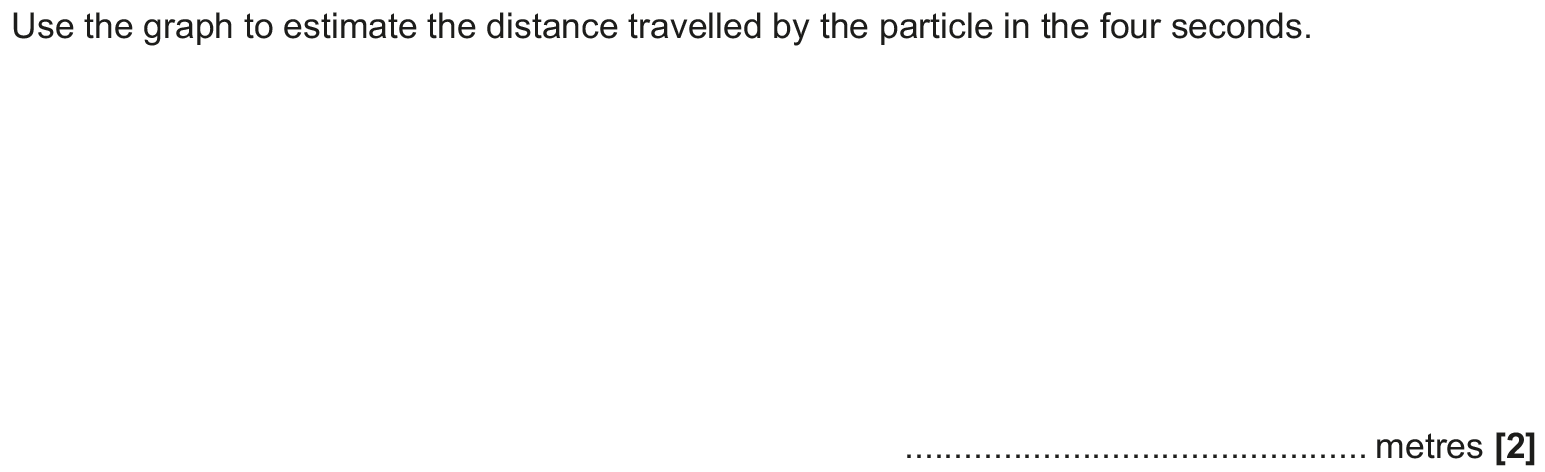 Use the graph to estimate the distance travelled by the particle in the four seconds.
.............................................. metres [2]